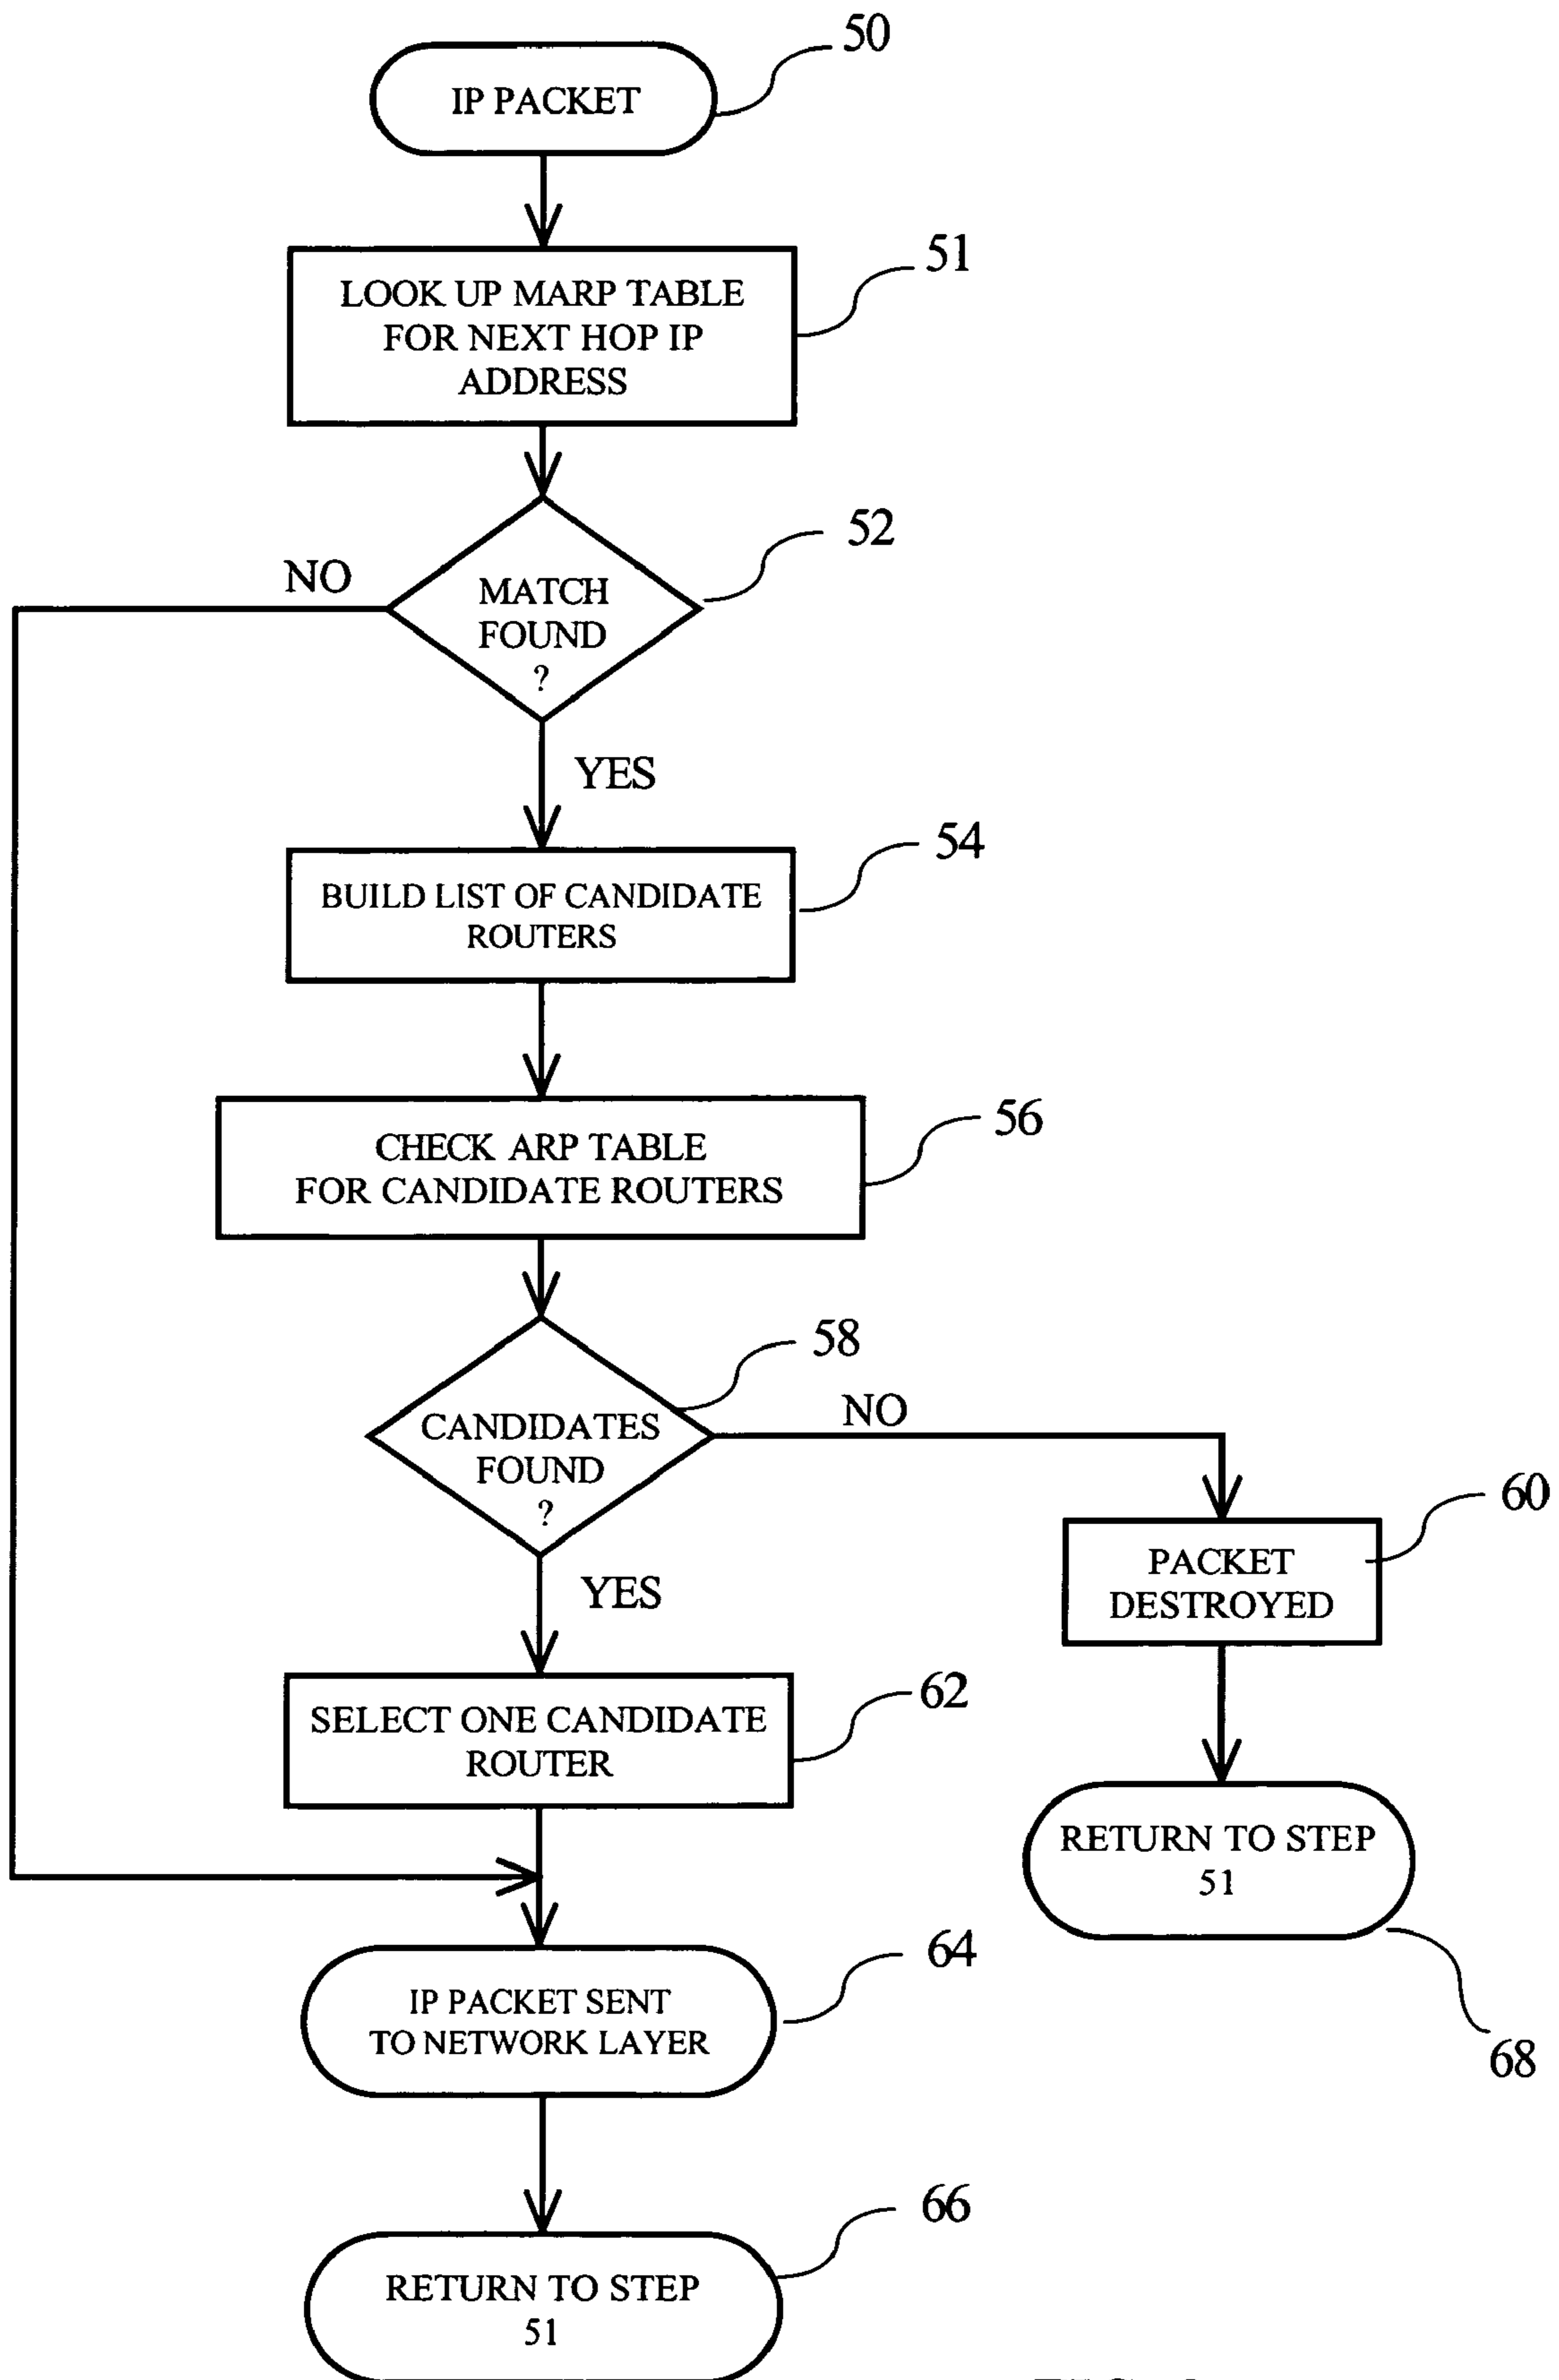 50
IP PACKET
51
LOOK UP MARP TABLE
FOR NEXT HOP IP
ADDRESS
52
NO
MATCH
FOUND
?
YES
54
BUILD LIST OF CANDIDATE
ROUTERS
56
CHECK ARP TABLE
FOR CANDIDATE ROUTERS
58
NO
CANDIDATES
FOUND
?
60
PACKET
DESTROYED
YES
62
SELECT ONE CANDIDATE
ROUTER
RETURN TO STEP
51
64
IP PACKET SENT
TO NETWORK LAYER
68
66
RETURN TO STEP
51